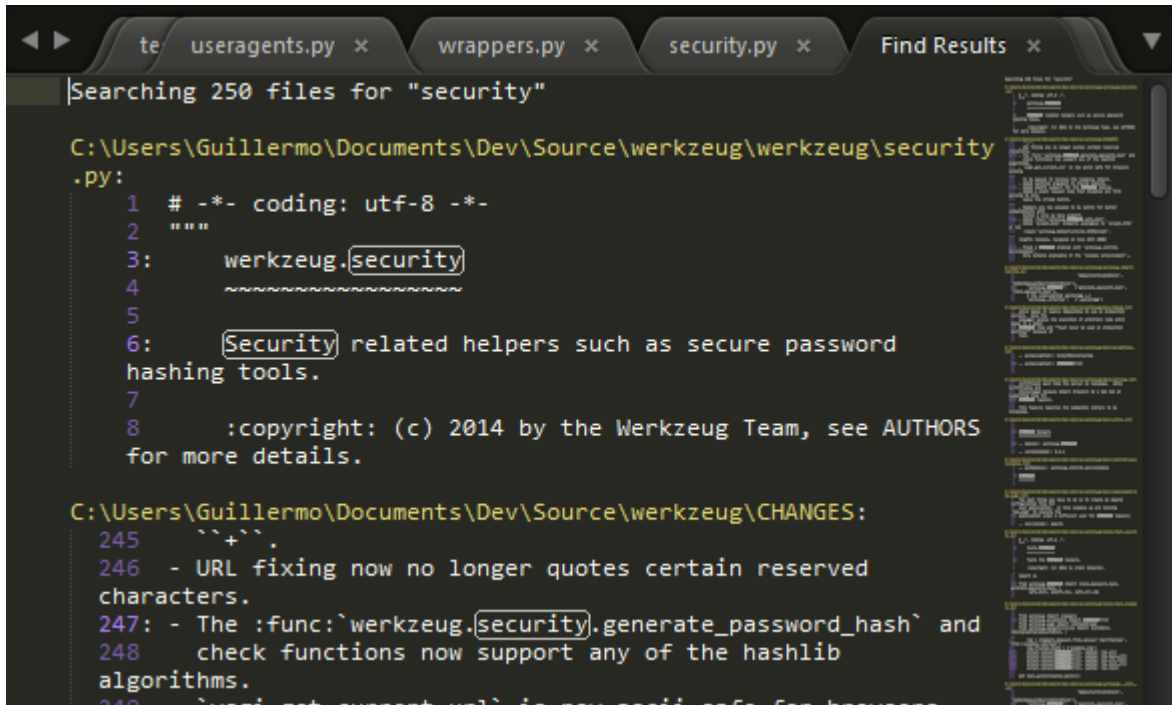 te useragents.py × wrappers.py × security.py × Find Results ×
Searching 250 files for "security"
C:\Users\Guillermo\Documents\Dev\Source\werkzeug\werkzeug\security
.py:
1 # -*- coding: utf-8 -*-
2 """
3: werkzeug.security
4 ~~~~~~~~~~~~~~~~~
5
6: Security related helpers such as secure password
hashing tools.
7
8 :copyright: (c) 2014 by the Werkzeug Team, see AUTHORS
for more details.
C:\Users\Guillermo\Documents\Dev\Source\werkzeug\CHANGES:
245 ``+``.
246 - URL fixing now no longer quotes certain reserved
characters.
247: - The :func:`werkzeug.security.generate_password_hash` and
248 check functions now support any of the hashlib
algorithms.